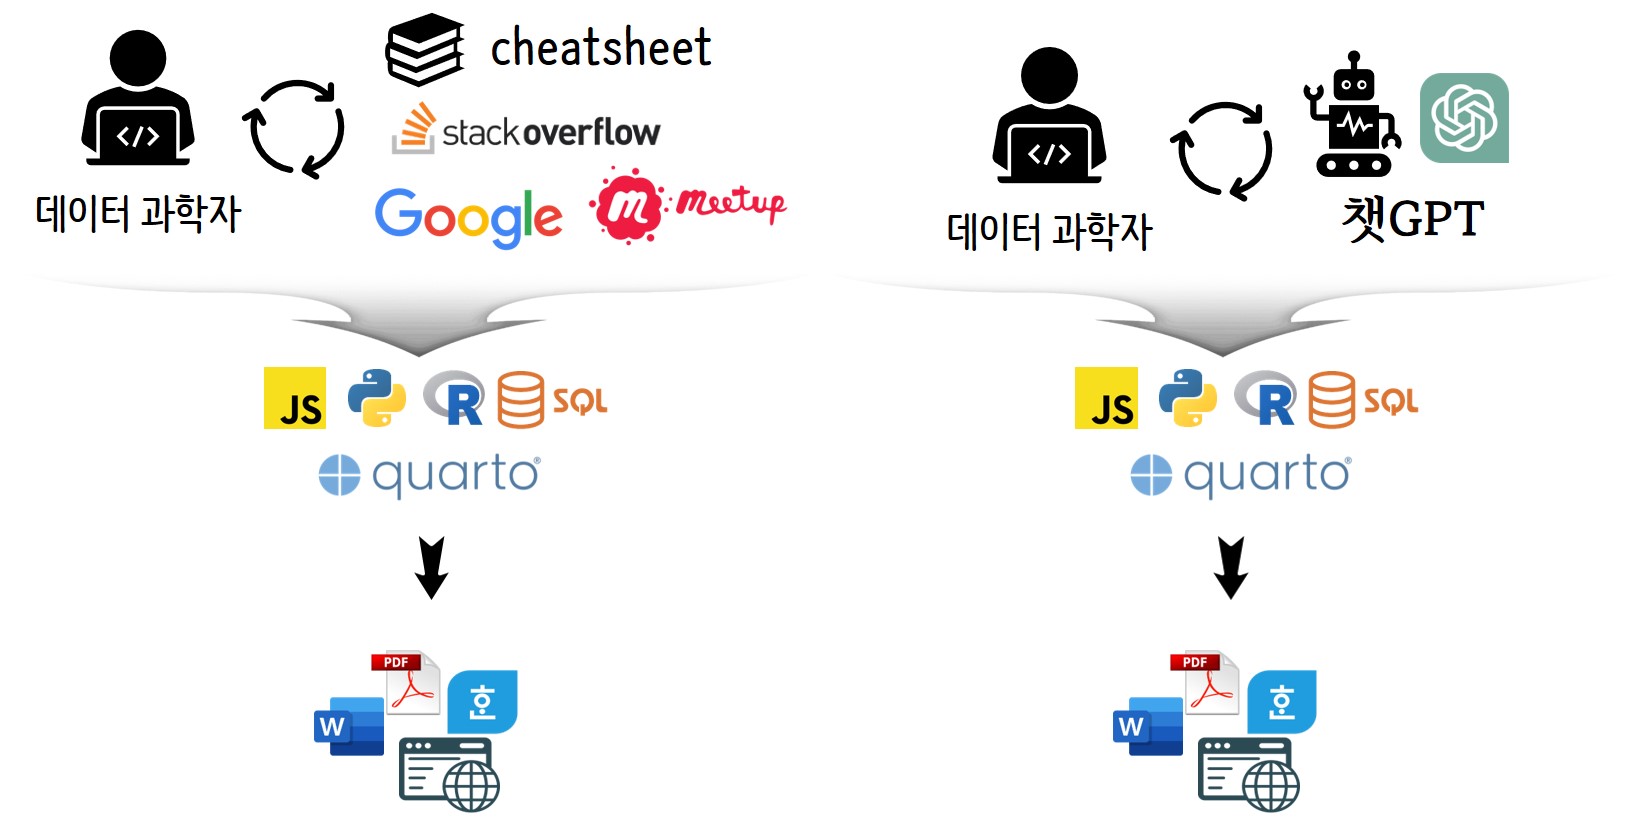 cheatsheet
</>
stackoverflow
Google
Meetup
데이터 과학자
JS
R
SQL
quarto®
PDF
W
한
</>
데이터 과학자
챗GPT
JS
R
SQL
quarto®
PDF
W
한